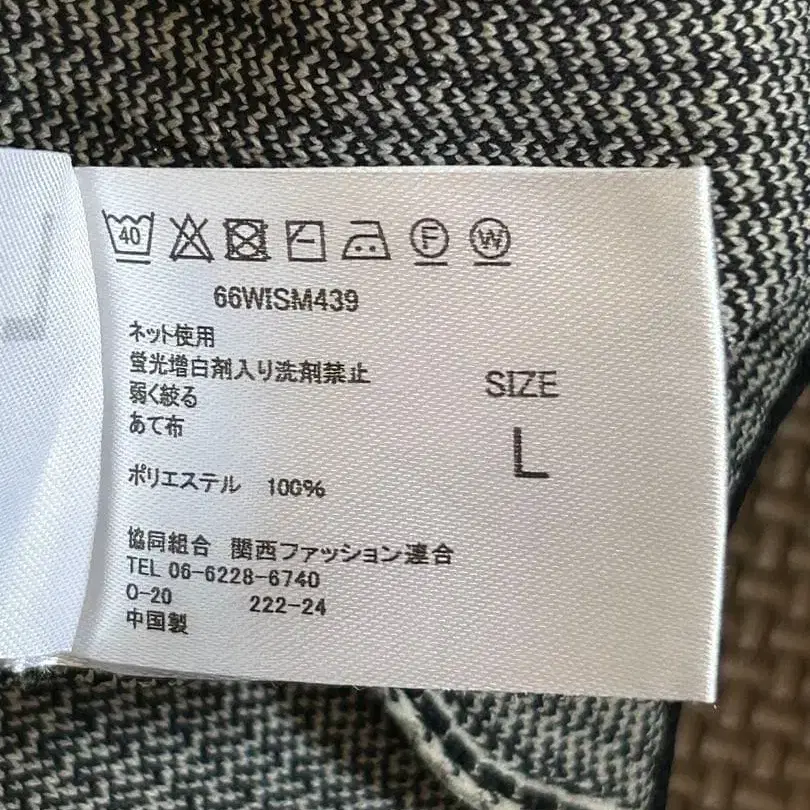 40 F W
66WISM439
ネット使用
蛍光増白剤入り洗剤禁止
弱く絞る
あて布
SIZE
L
ポリエステル 100%
協同組合 関西ファッション連合
TEL 06-6228-6740
O-20 222-24
中国製